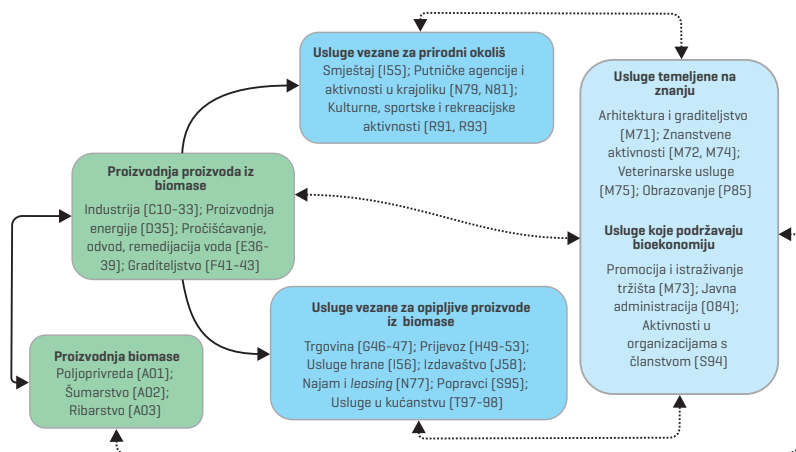 Usluge vezane za prirodni okoliš
Smještaj (I55); Putničke agencije i
aktivnosti u krajoliku (N79, N81);
Kulturne, sportske i rekreacijske
aktivnosti (R91, R93)
Usluge temeljene na
znanju
Arhitektura i graditeljstvo
(M71); Znanstvene
aktivnosti (M72, M74);
Veterinarske usluge
(M75); Obrazovanje (P85)
Usluge koje podržavaju
bioekonomiju
Promocija i istraživanje
tržišta (M73); Javna
administracija (O84);
Aktivnosti u
organizacijama s
članstvom (S94)
Proizvodnja proizvoda iz
biomase
Industrija (C10-33); Proizvodnja
energije (D35); Pročišćavanje,
odvod, remedijacija voda (E36-
39); Graditeljstvo (F41-43)
Usluge vezane za opipljive proizvode
iz biomase
Trgovina (G46-47); Prijevoz (H49-53);
Usluge hrane (I56); Izdavaštvo (J58);
Najam i leasing (N77); Popravci (S95);
Usluge u kućanstvu (T97-98)
Proizvodnja biomase
Poljoprivreda (A01);
Šumarstvo (A02);
Ribarstvo (A03)